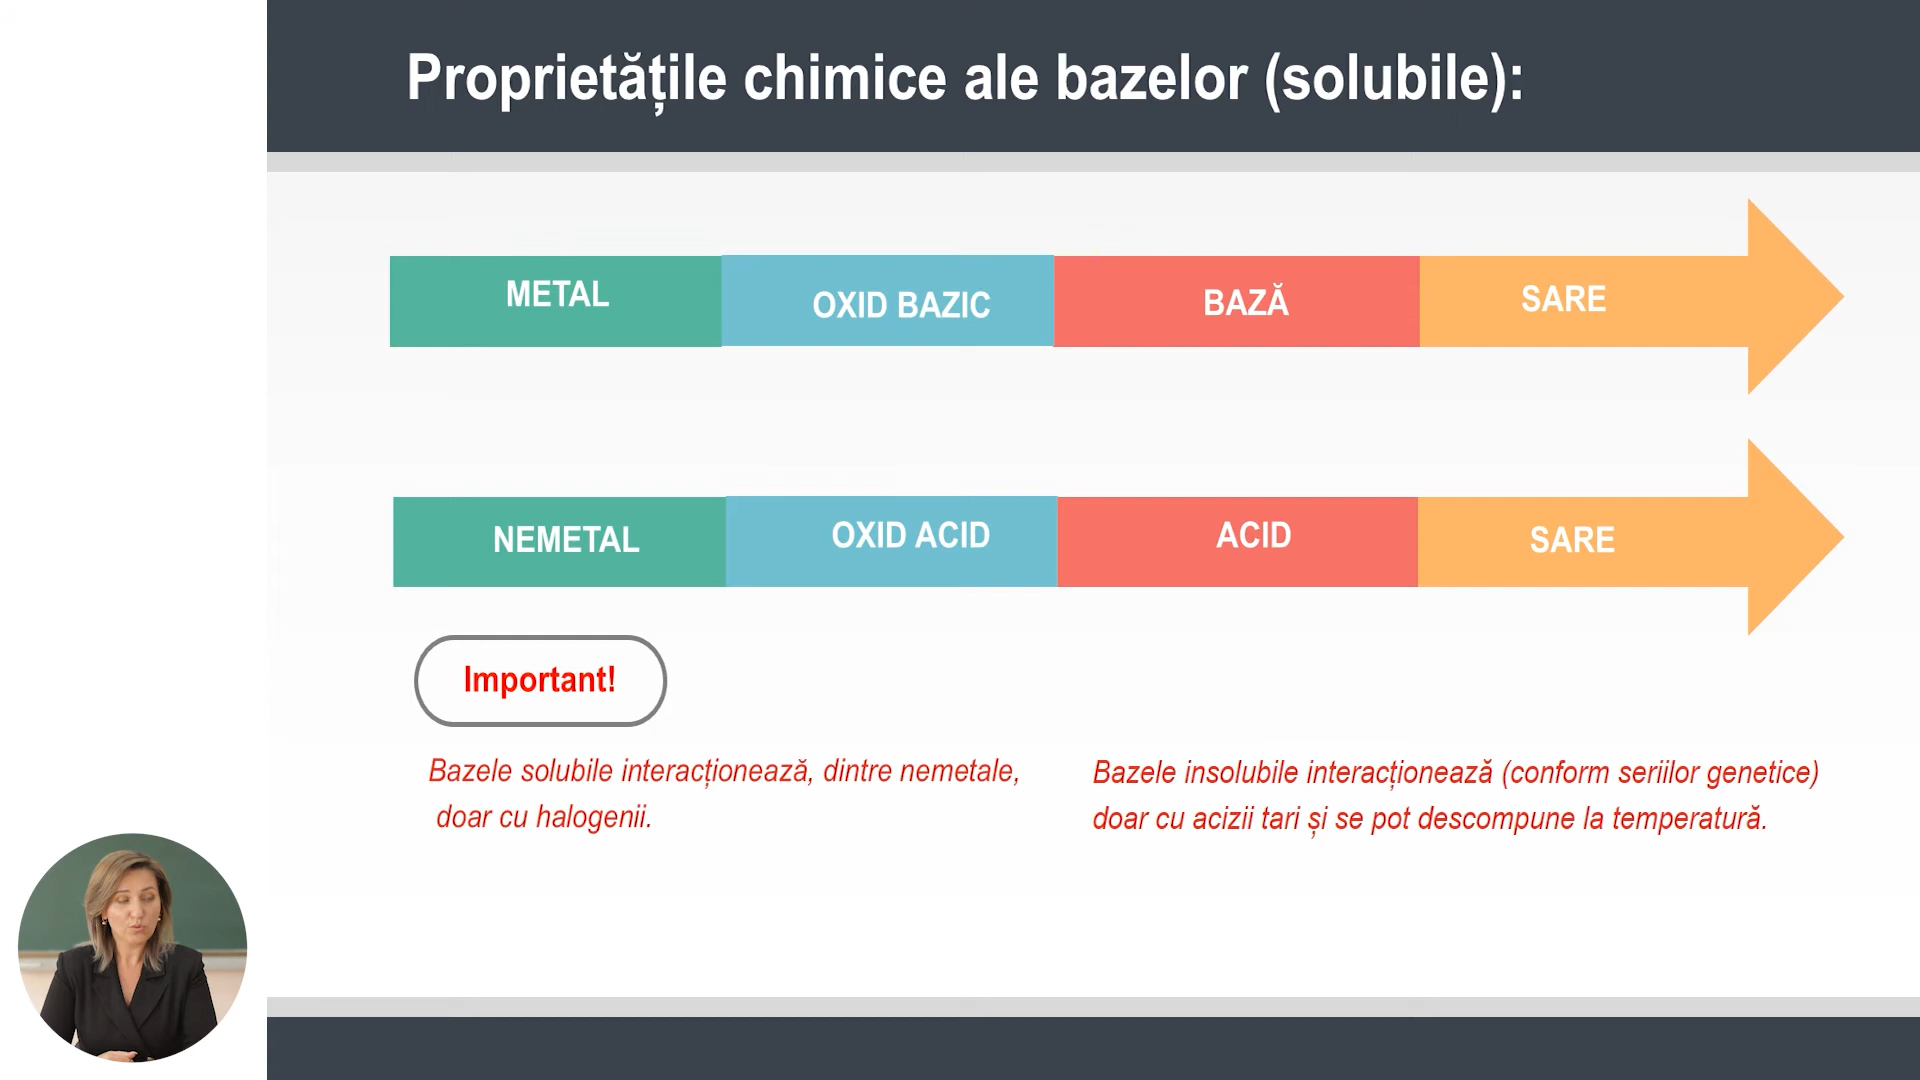 Proprietățile chimice ale bazelor (solubile):
METAL
OXID BAZIC
BAZĂ
SARE
NEMETAL
OXID ACID
ACID
SARE
Important!
Bazele solubile interacționează, dintre nemetale,
doar cu halogenii.
Bazele insolubile interacționează (conform seriilor genetice)
doar cu acizii tari și se pot descompune la temperatură.